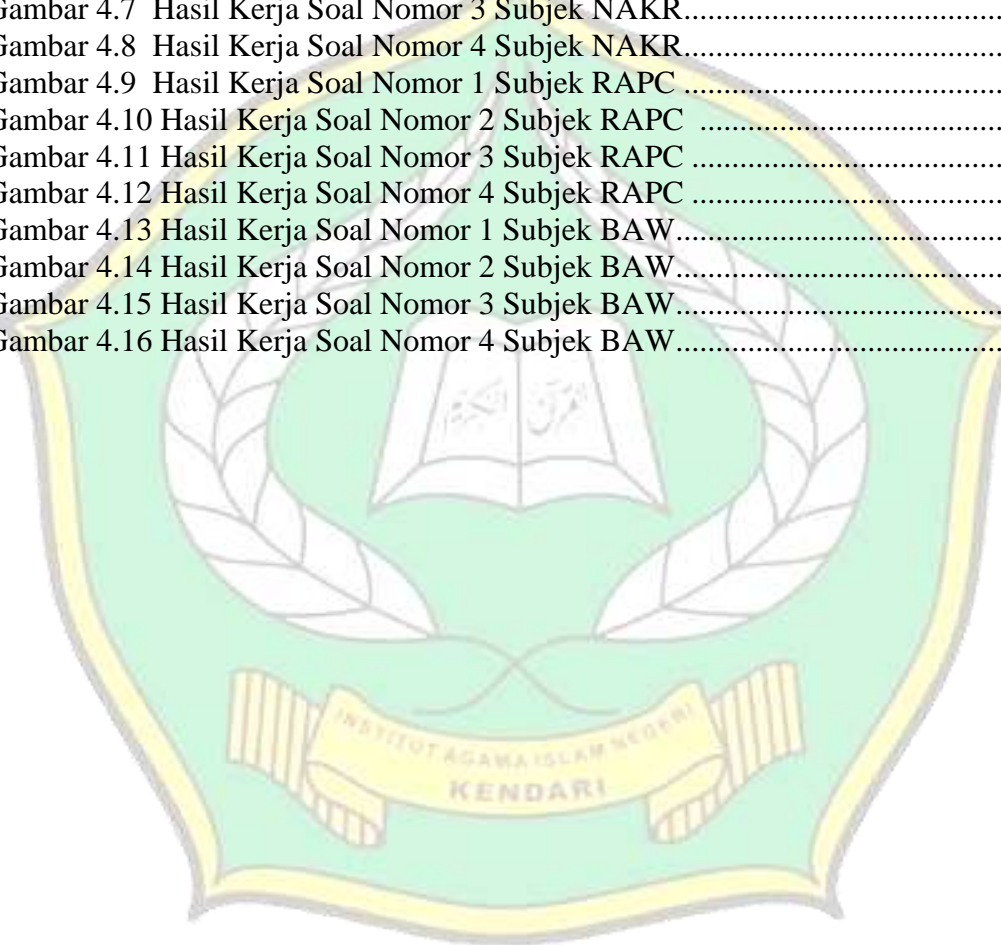 Gambar 4.7 Hasil Kerja Soal Nomor 3 Subjek NAKR..........................................
Gambar 4.8 Hasil Kerja Soal Nomor 4 Subjek NAKR..........................................
Gambar 4.9 Hasil Kerja Soal Nomor 1 Subjek RAPC ..........................................
Gambar 4.10 Hasil Kerja Soal Nomor 2 Subjek RAPC ........................................
Gambar 4.11 Hasil Kerja Soal Nomor 3 Subjek RAPC .........................................
Gambar 4.12 Hasil Kerja Soal Nomor 4 Subjek RAPC .........................................
Gambar 4.13 Hasil Kerja Soal Nomor 1 Subjek BAW...........................................
Gambar 4.14 Hasil Kerja Soal Nomor 2 Subjek BAW...........................................
Gambar 4.15 Hasil Kerja Soal Nomor 3 Subjek BAW...........................................
Gambar 4.16 Hasil Kerja Soal Nomor 4 Subjek BAW...........................................
INSTITUT AGAMA ISLAM NEGERI
KENDARI